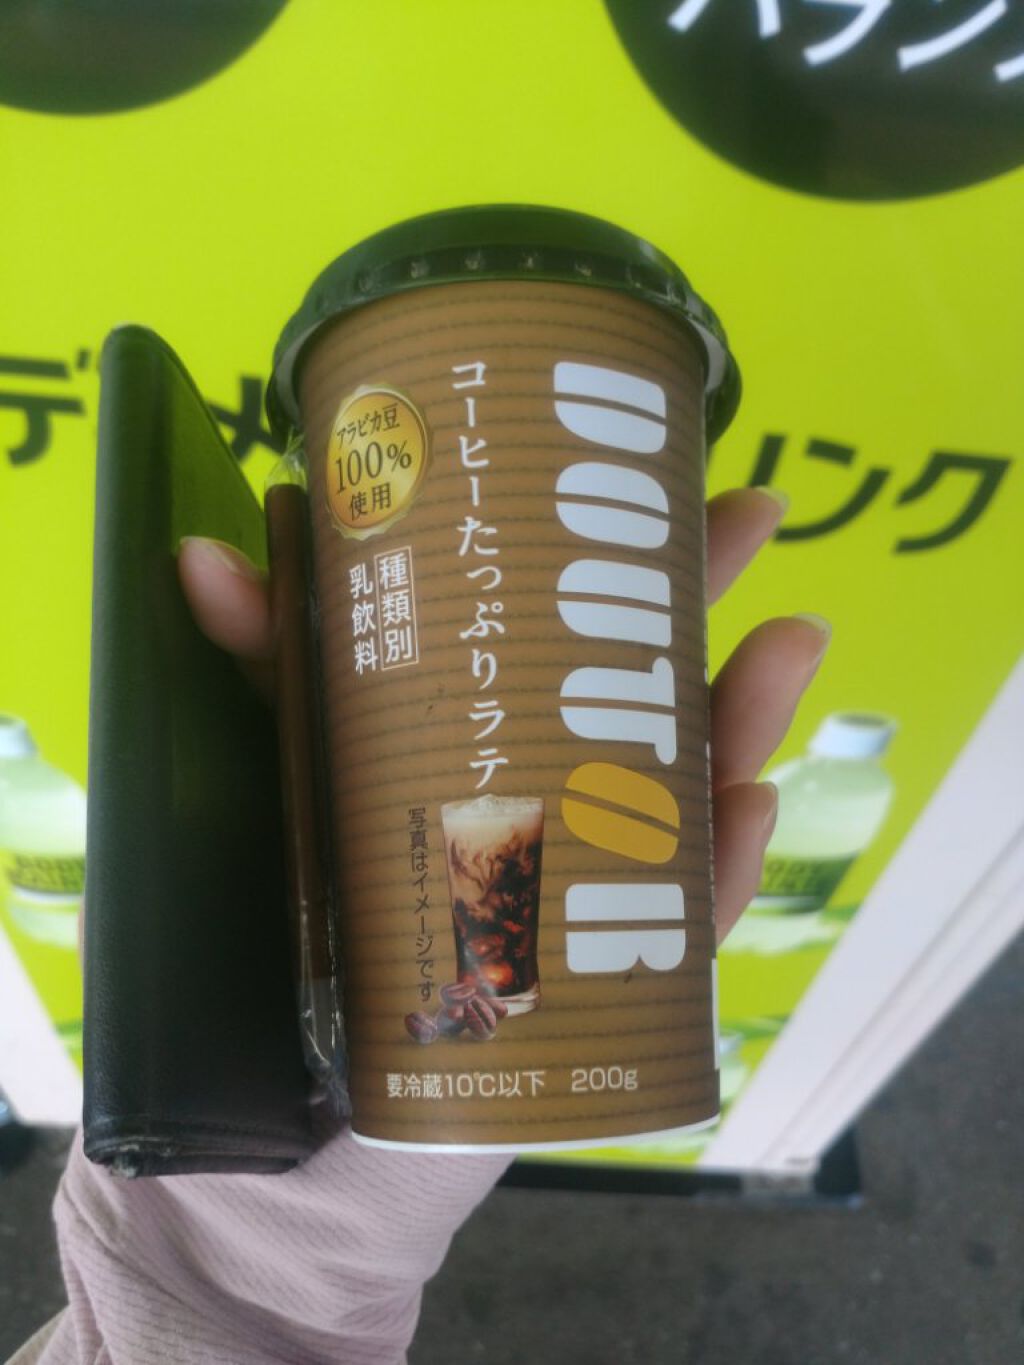 DOUTOR
コーヒーたっぷりラテ
アラビカ豆
100%
使用
種類別
乳飲料
写真はイメージです
要冷蔵10℃以下 200g